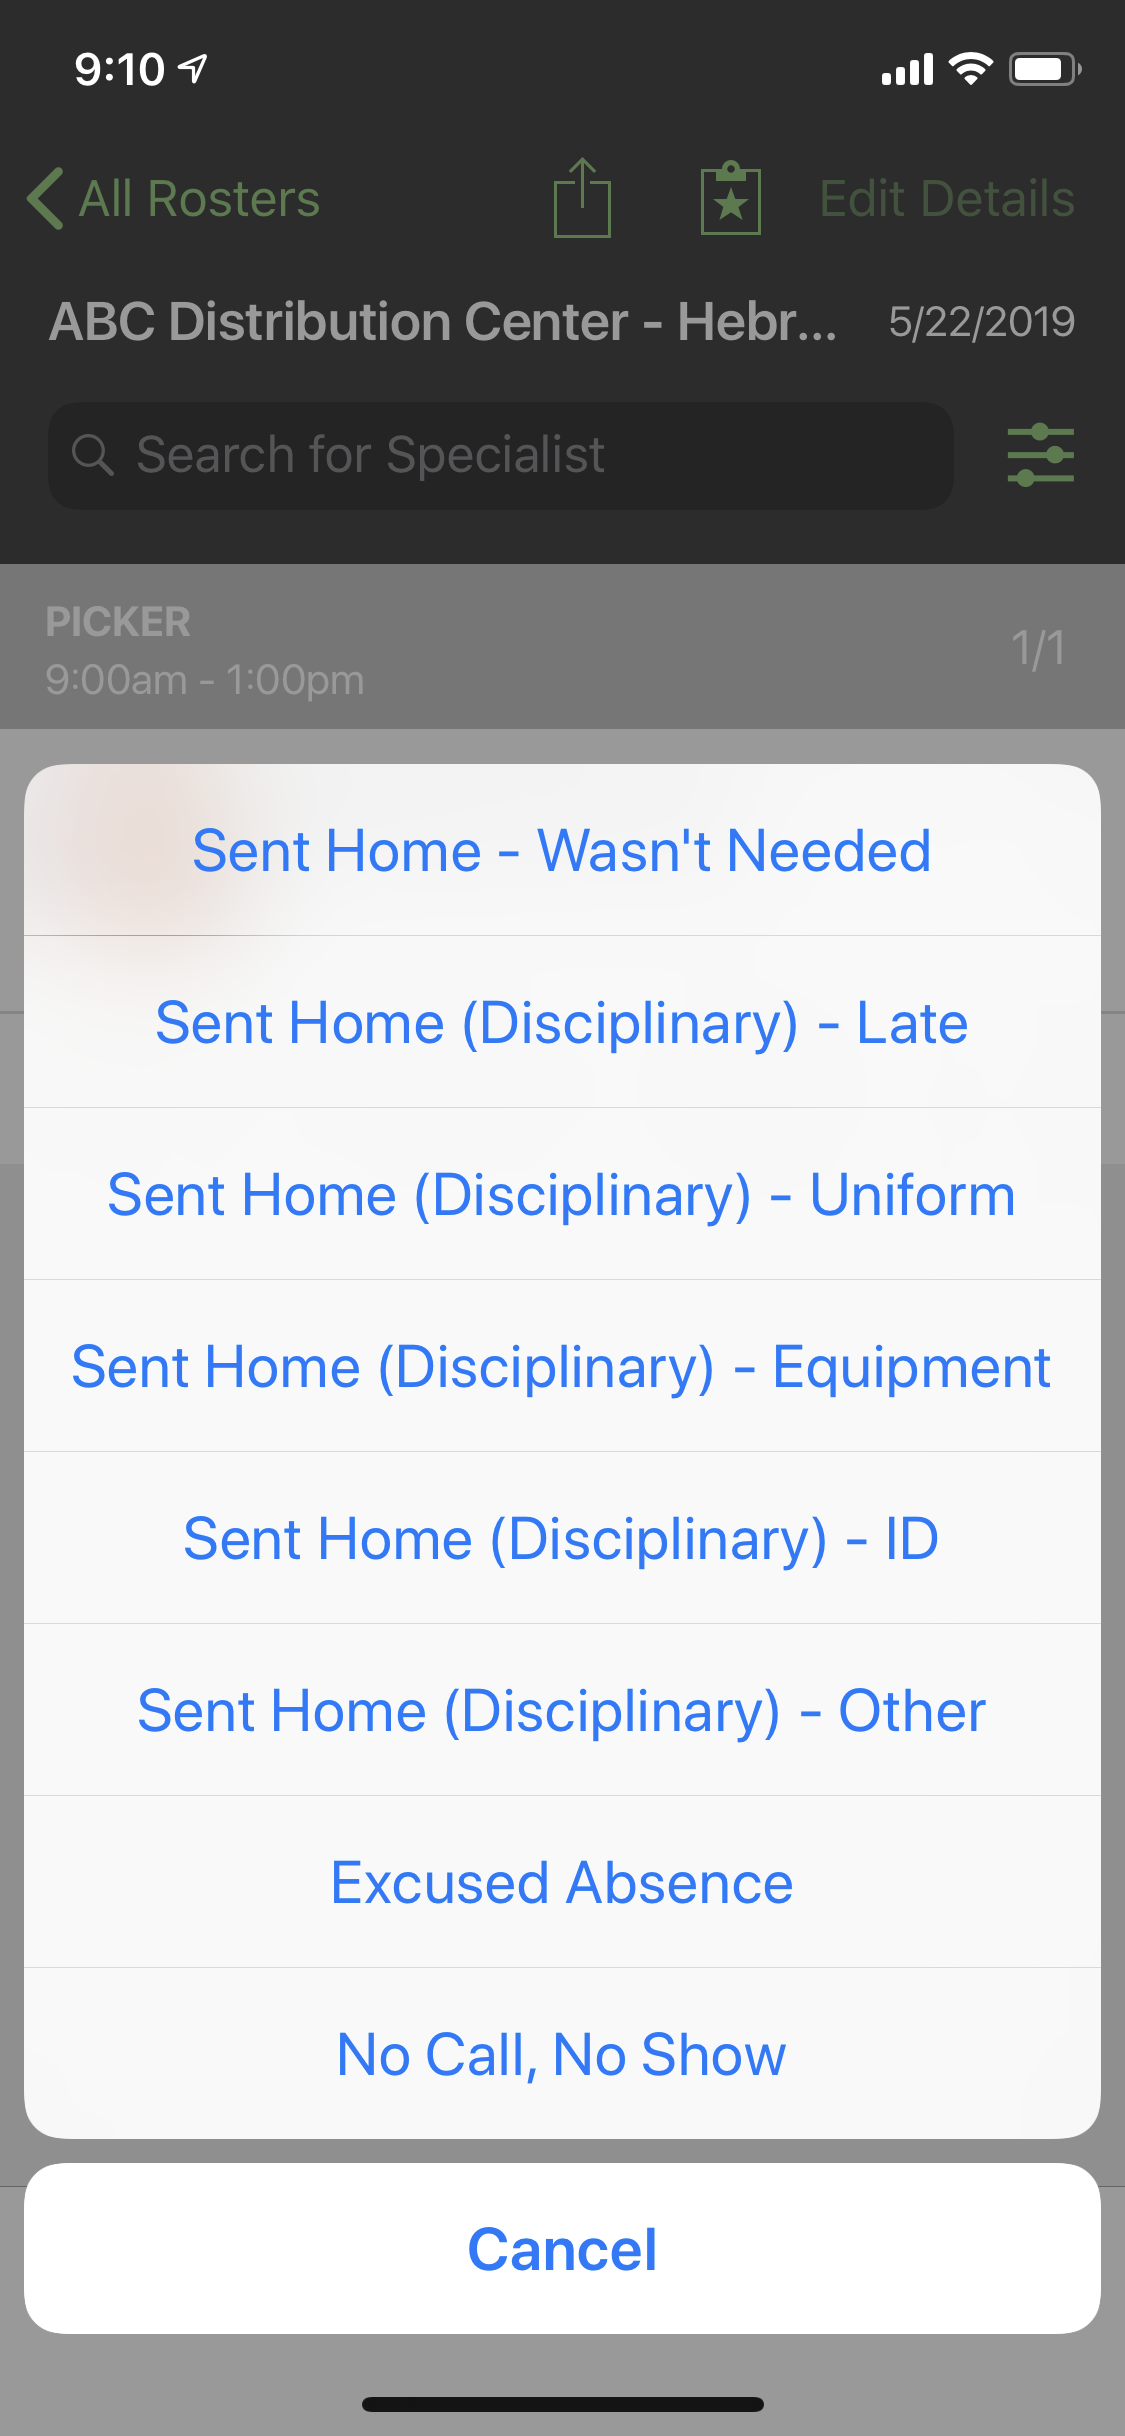 9:10
All Rosters
Edit Details
ABC Distribution Center - Hebr...
5/22/2019
Search for Specialist
PICKER
9:00am - 1:00pm
1/1
Sent Home - Wasn't Needed
Sent Home (Disciplinary) - Late
Sent Home (Disciplinary) - Uniform
Sent Home (Disciplinary) - Equipment
Sent Home (Disciplinary) - ID
Sent Home (Disciplinary) - Other
Excused Absence
No Call, No Show
Cancel